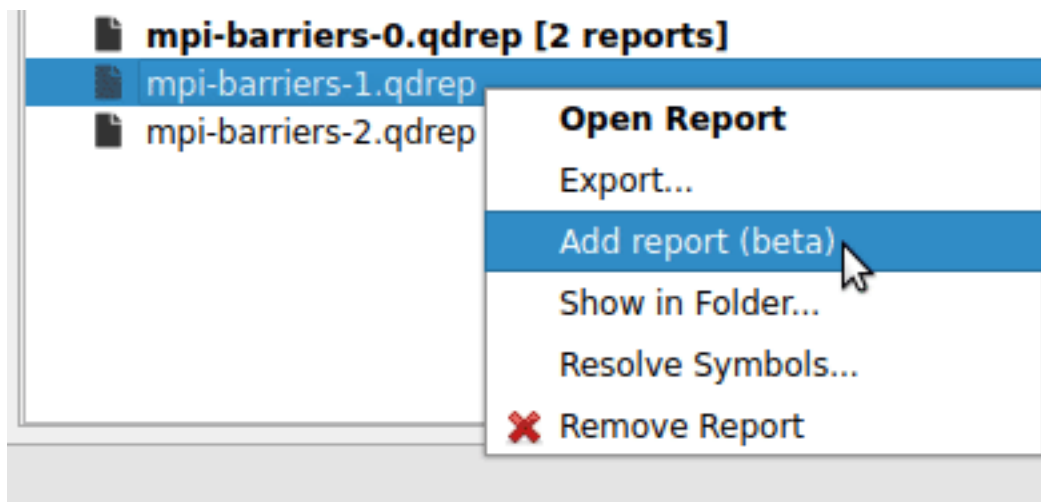 mpi-barriers-0.qdrep [2 reports]
mpi-barriers-1.qdrep
mpi-barriers-2.qdrep
Open Report
Export...
Add report (beta)
Show in Folder...
Resolve Symbols...
Remove Report